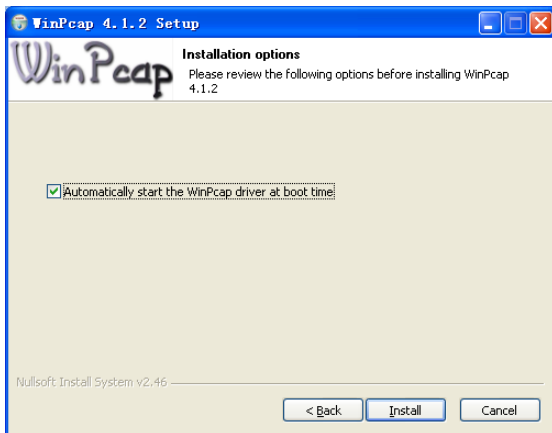 WinPcap 4.1.2 Setup
WinPcap
Installation options
Please review the following options before installing WinPcap
4.1.2
Automatically start the WinPcap driver at boot time
Nullsoft Install System v2.46
< Back
Install
Cancel